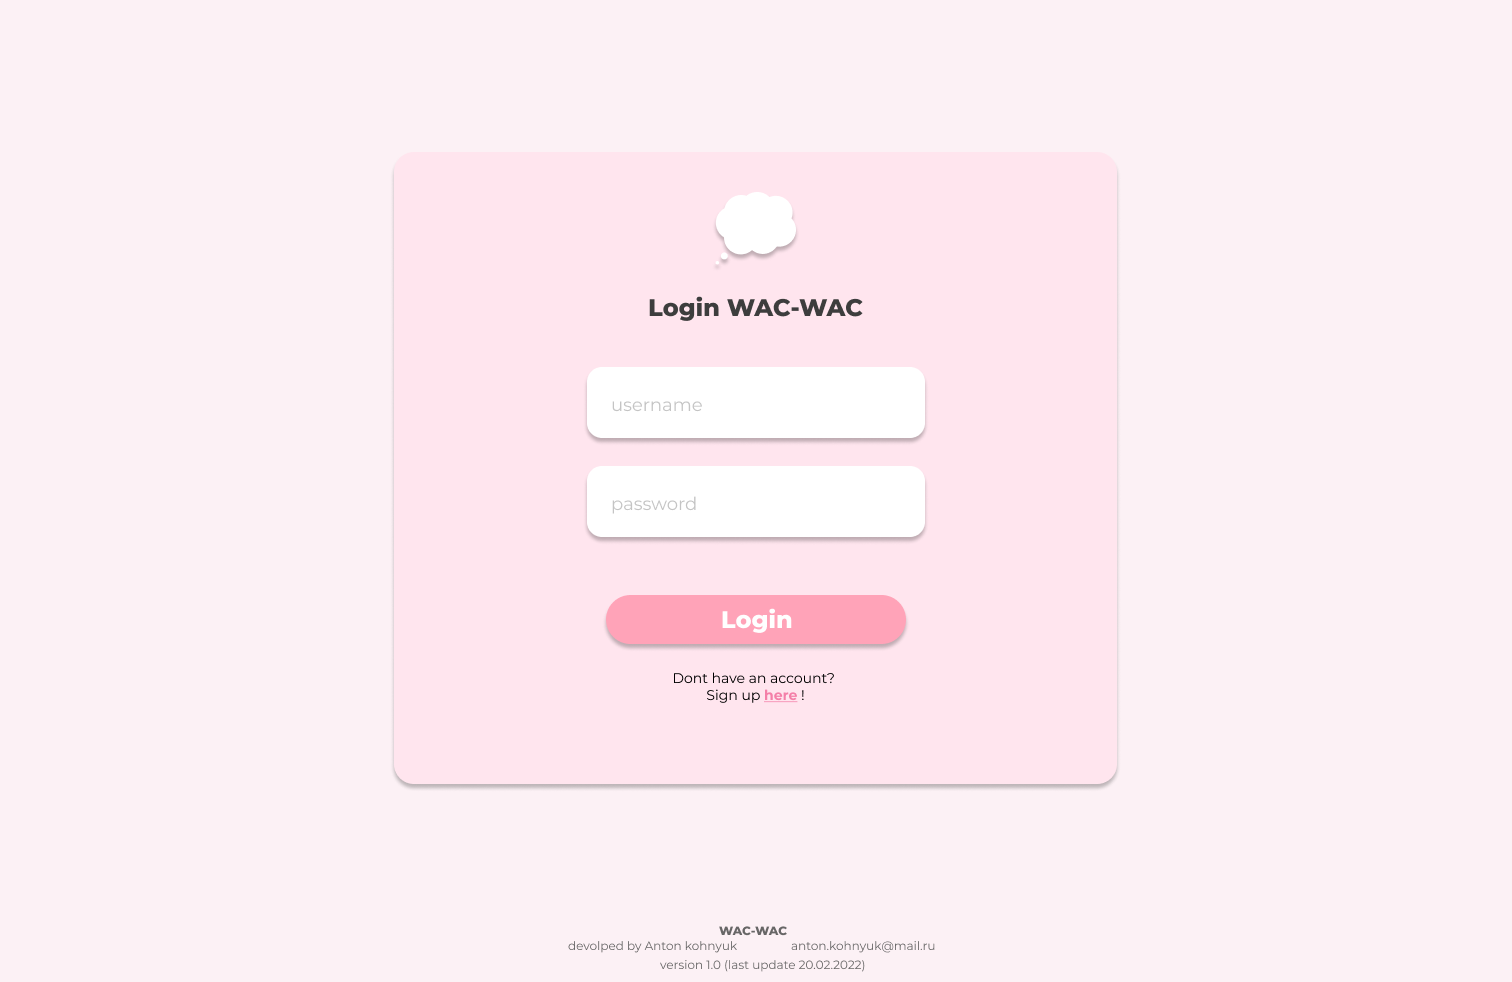 Login WAC-WAC
username
password
Login
Dont have an account?
Sign up here !
WAC-WAC
devolped by Anton kohnyuk anton.kohnyuk@mail.ru
version 1.0 (last update 20.02.2022)